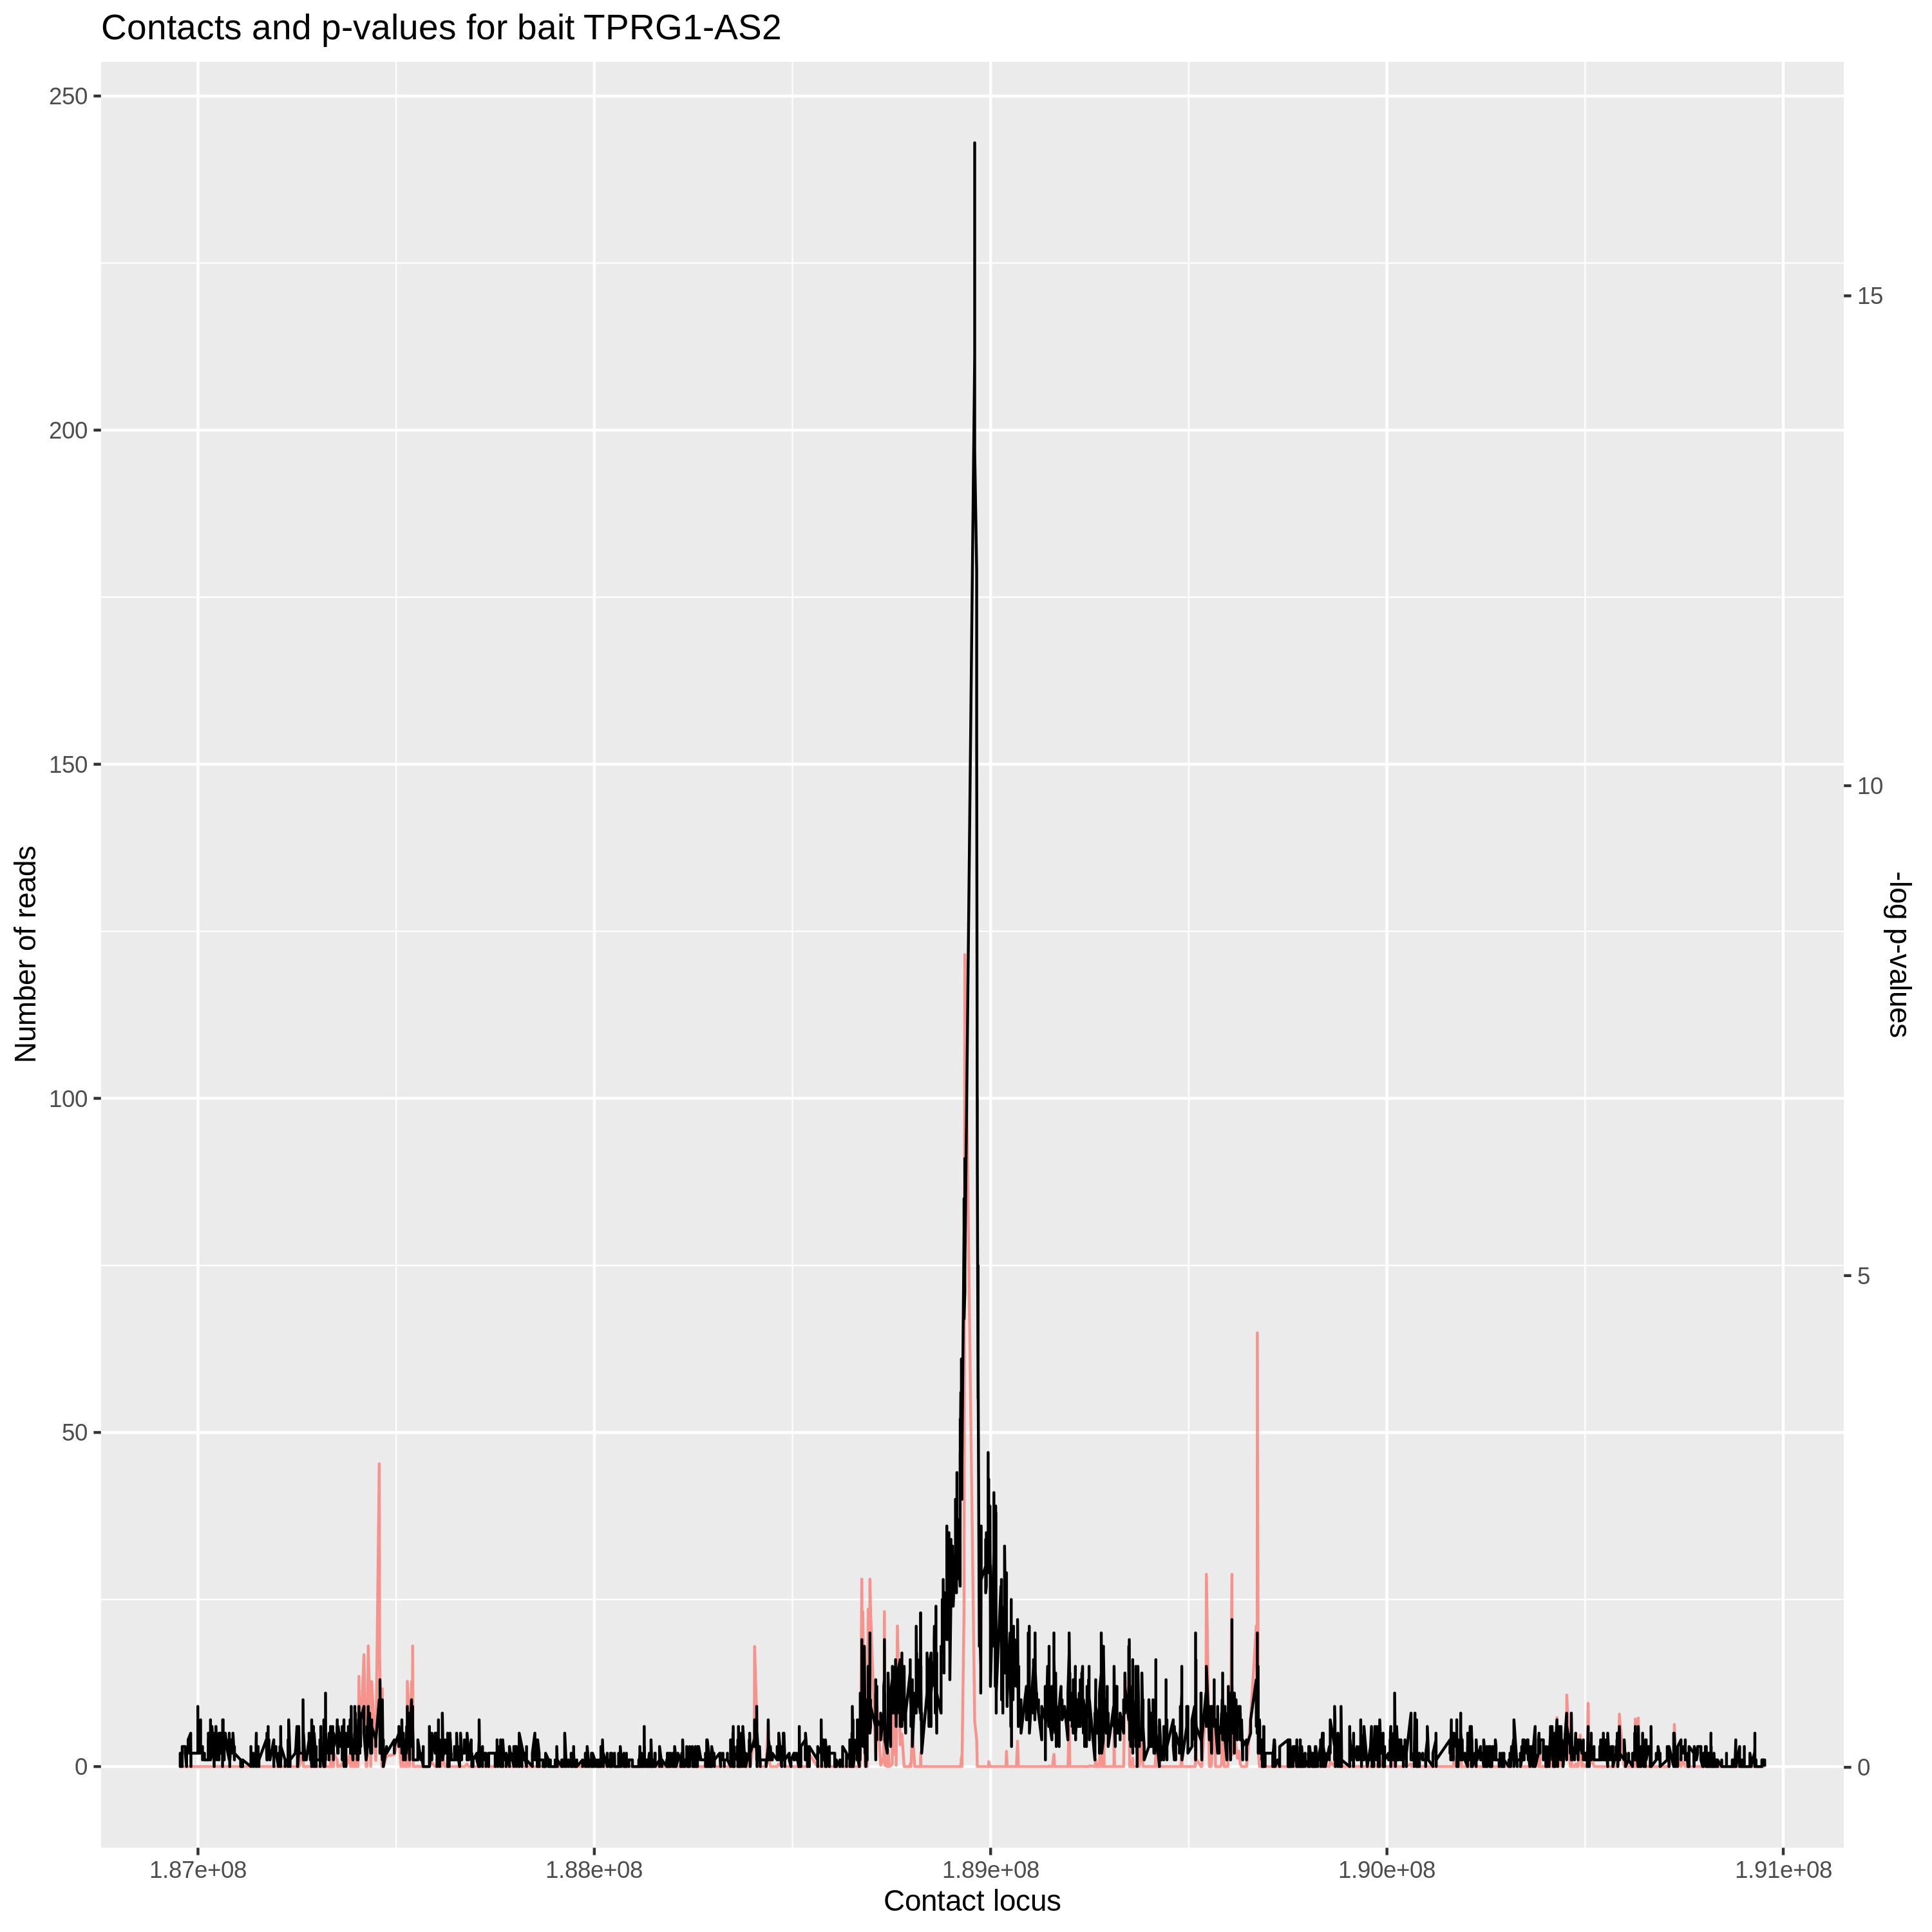 Contacts and p-values for bait TPRG1-AS2
250
200
150
100
50
0
Number of reads
15
10
5
0
-log p-values
1.87e+08
1.88e+08
1.89e+08
1.90e+08
1.91e+08
Contact locus